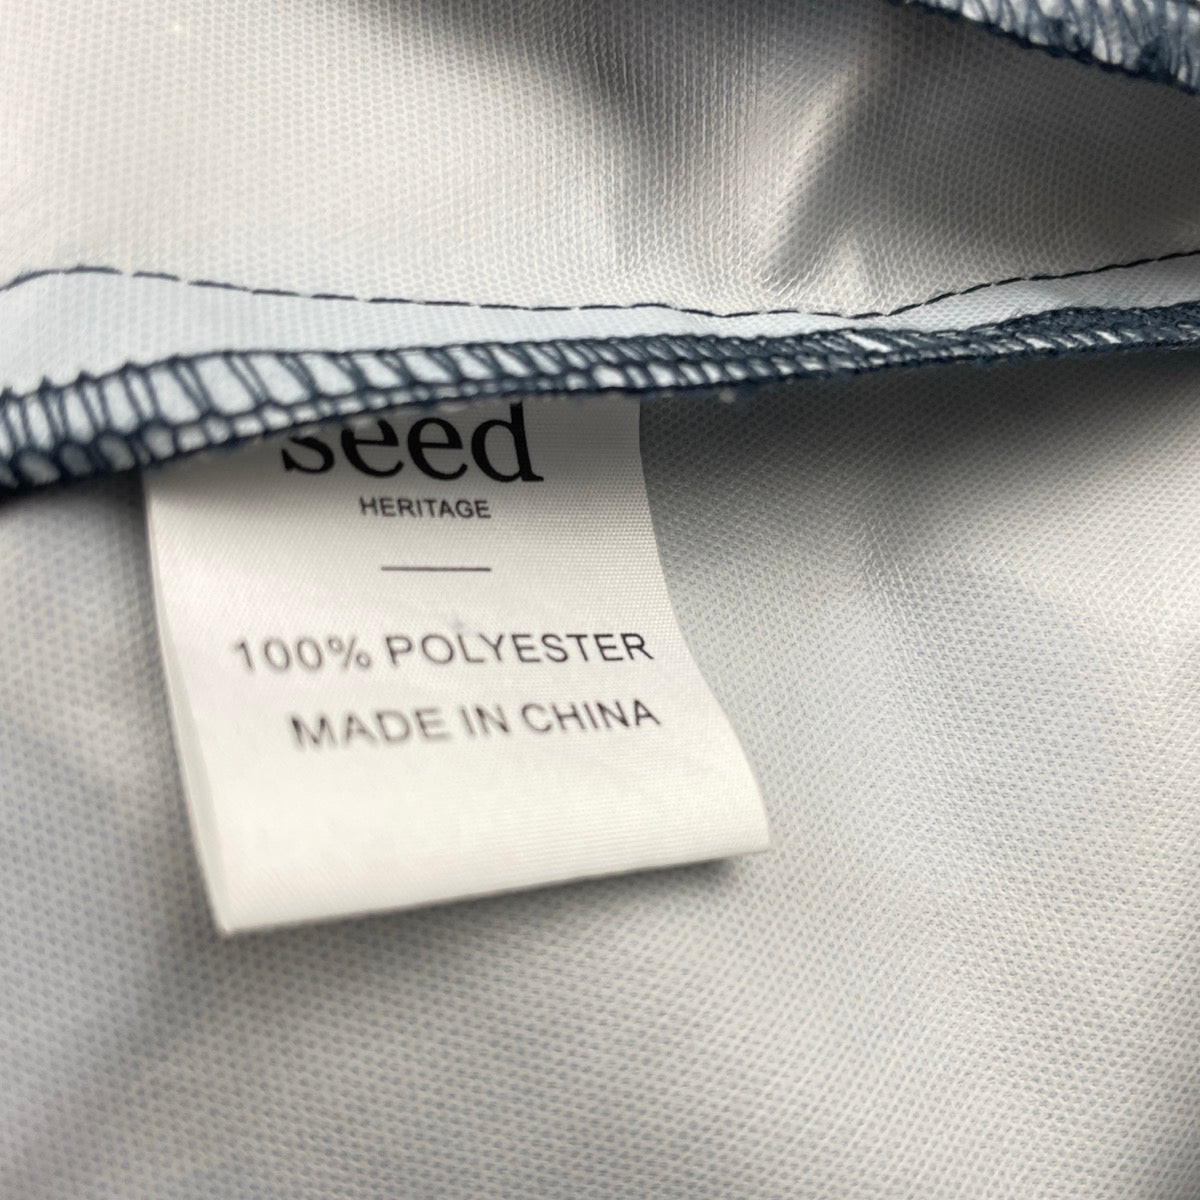 seed
HERITAGE
100% POLYESTER
MADE IN CHINA